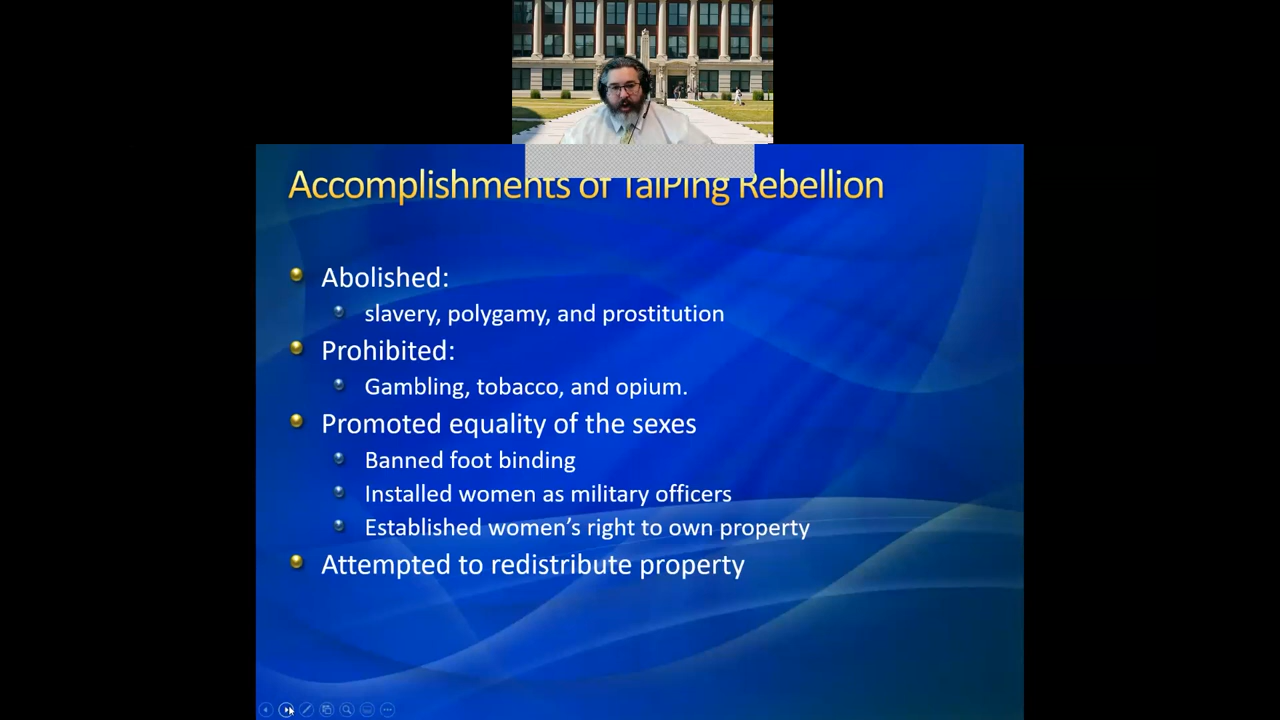 Accomplishments of TaiPing Rebellion
Abolished:
slavery, polygamy, and prostitution
Prohibited:
Gambling, tobacco, and opium.
Promoted equality of the sexes
Banned foot binding
Installed women as military officers
Established women’s right to own property
Attempted to redistribute property